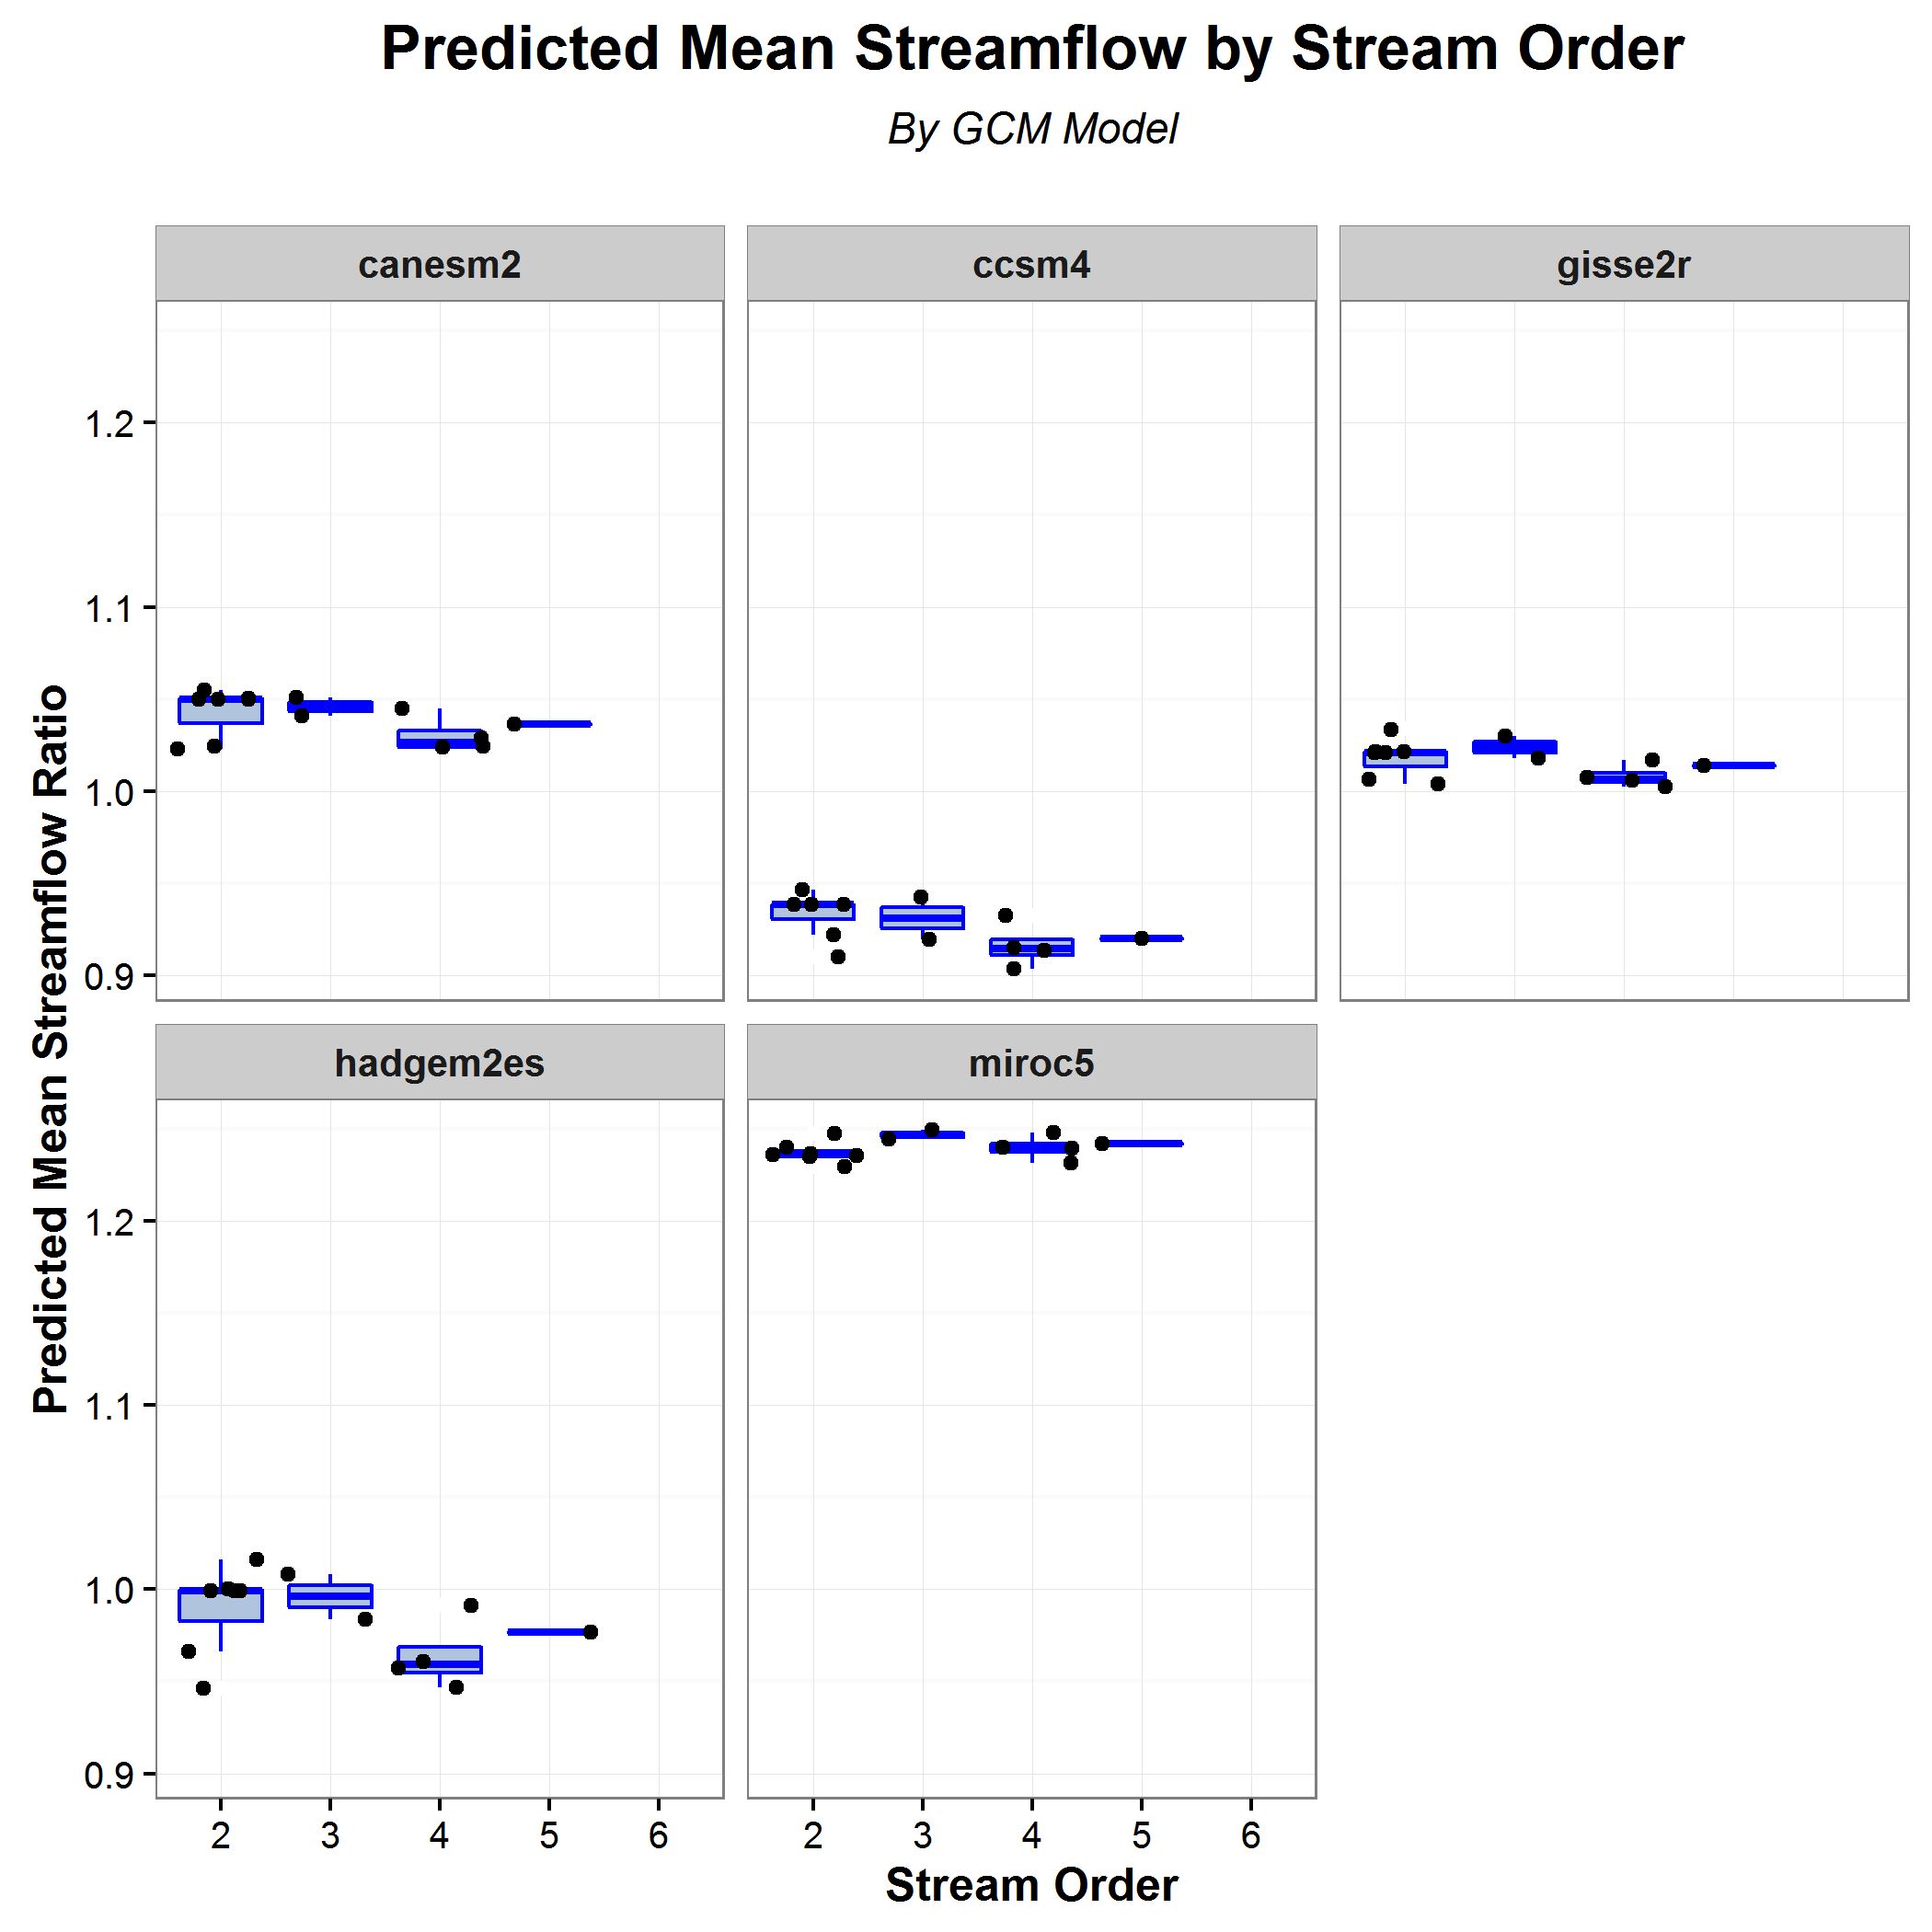 Predicted Mean Streamflow by Stream Order
By GCM Model
canesm2
ccsm4
gisse2r
1.2
1.1
1.0
0.9
Predicted Mean Streamflow Ratio
hadgem2es
miroc5
1.2
1.1
1.0
0.9
2 3 4 5 6
2 3 4 5 6
Stream Order